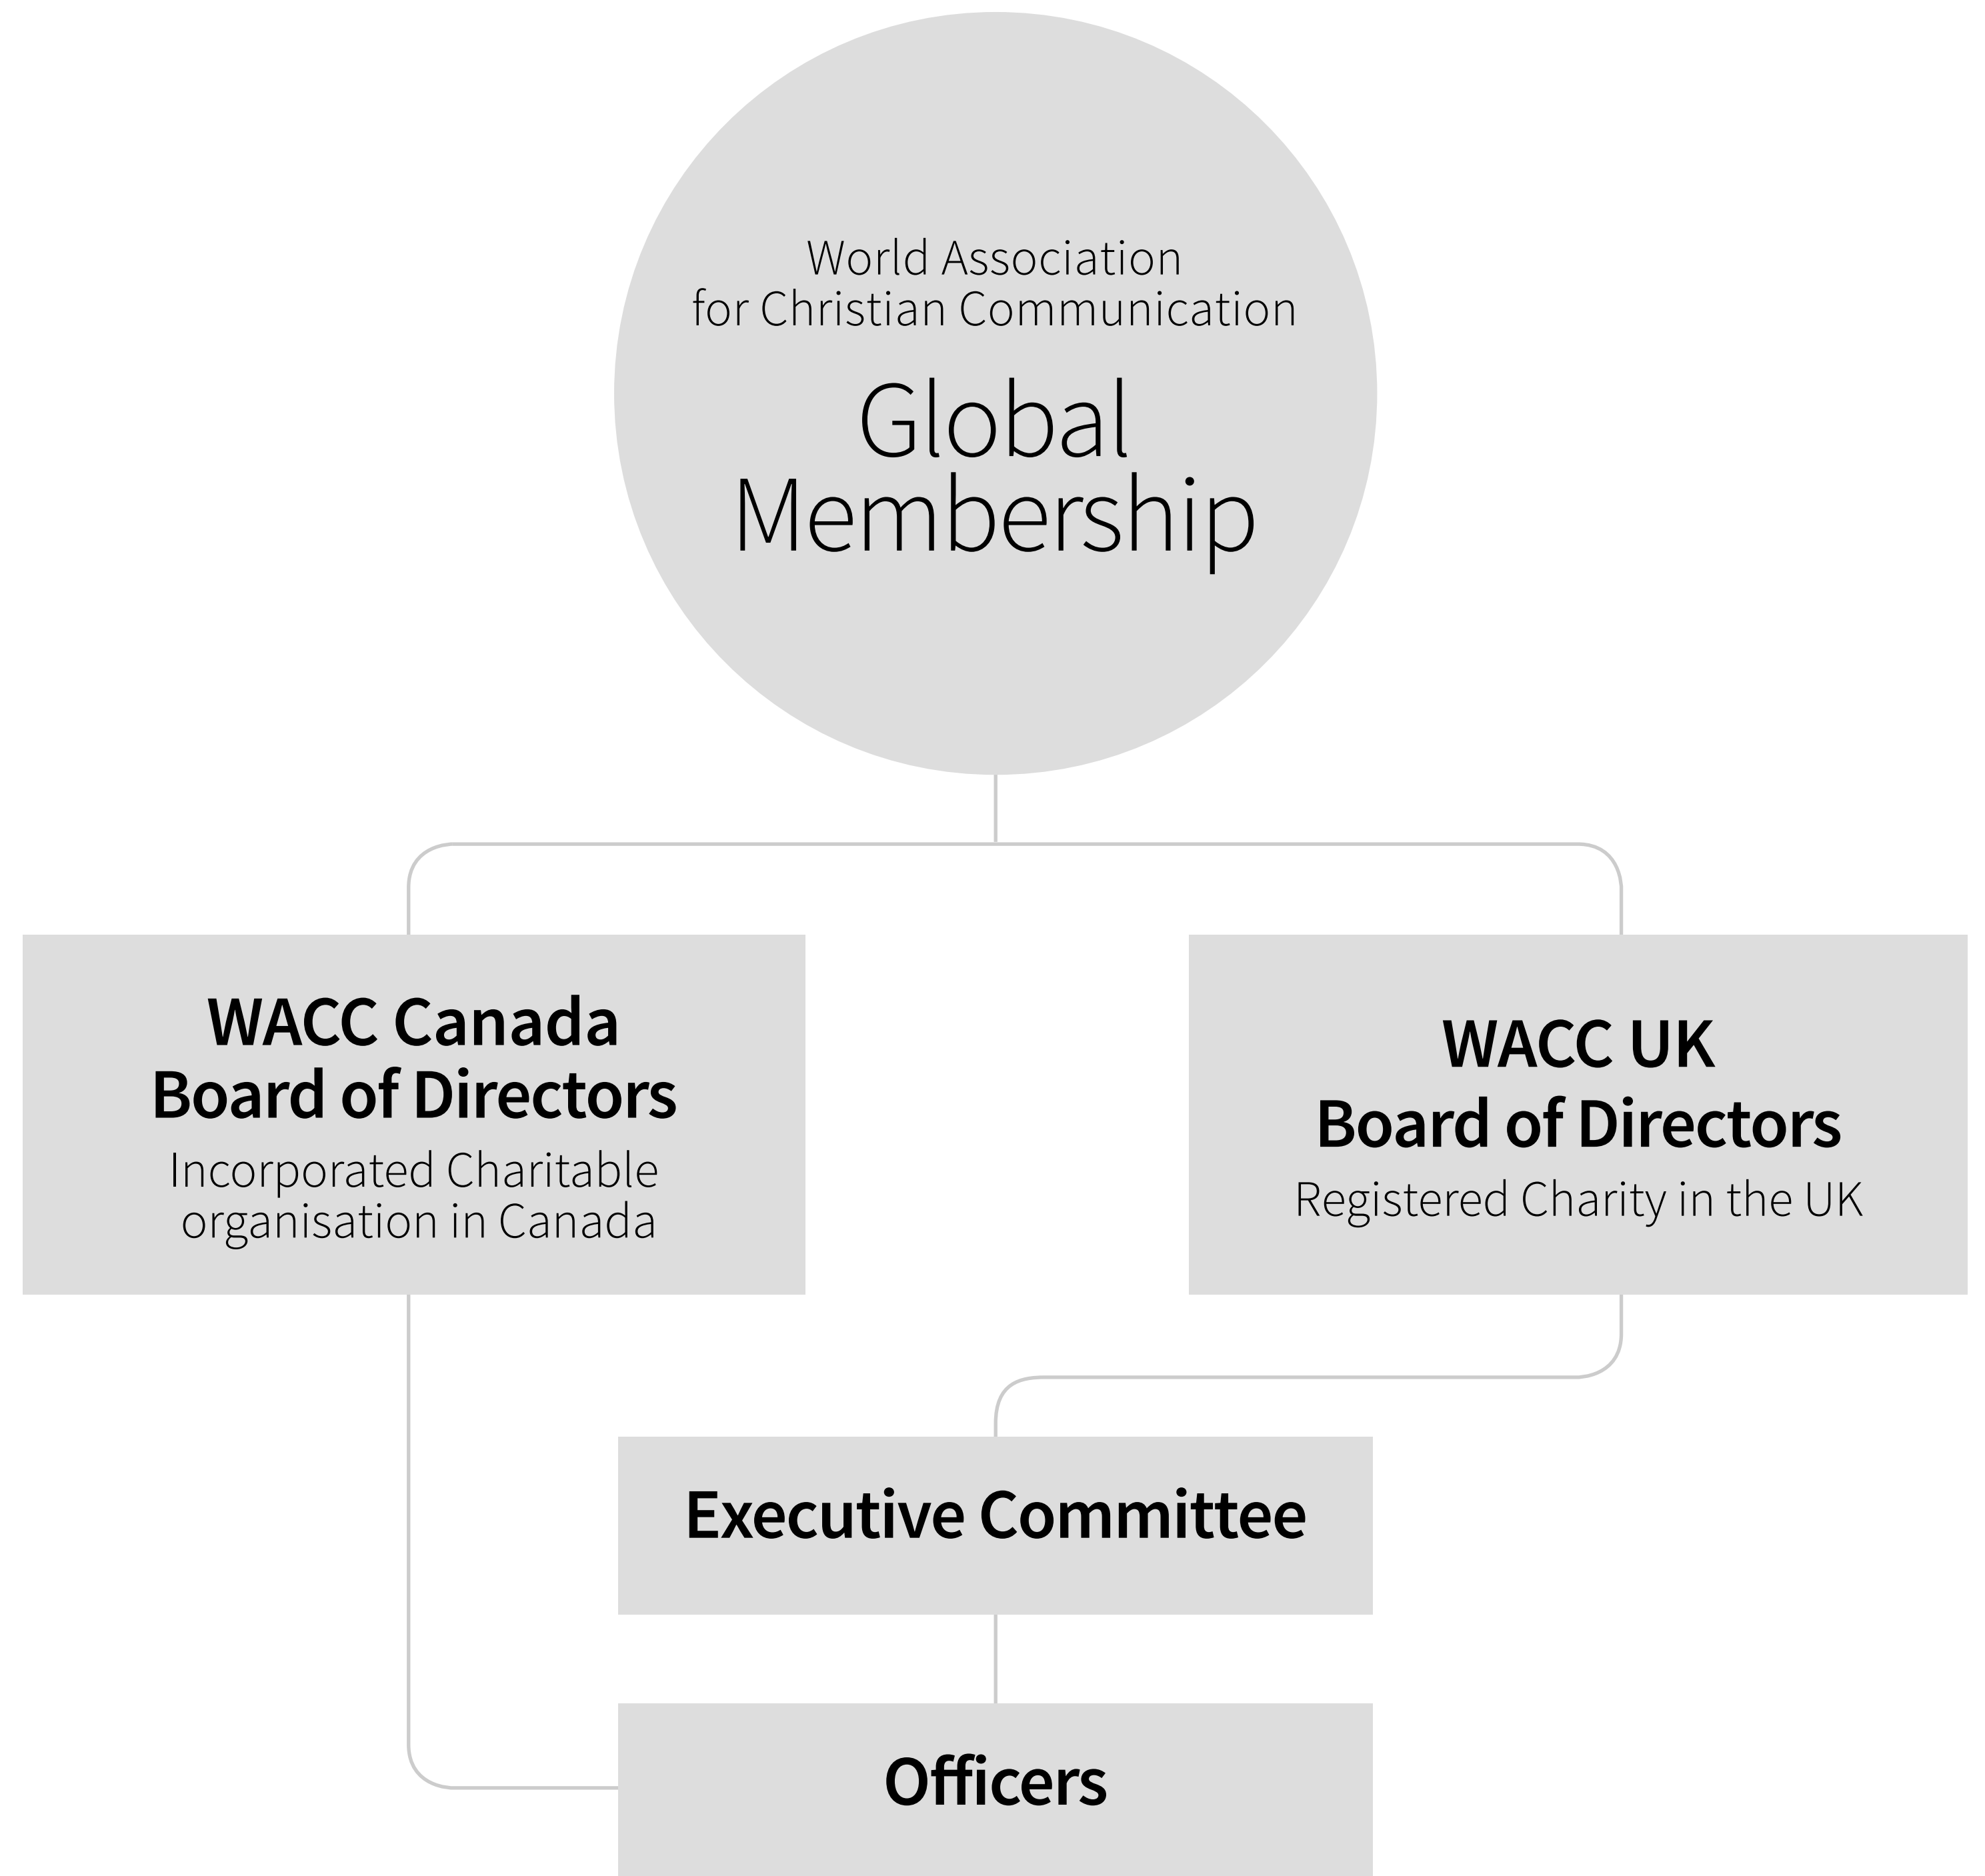 World Association
for Christian Communication
Global
Membership
WACC Canada
Board of Directors
Incorporated Charitable
organisation in Canada
WACC UK
Board of Directors
Registered Charity in the UK
Executive Committee
Officers